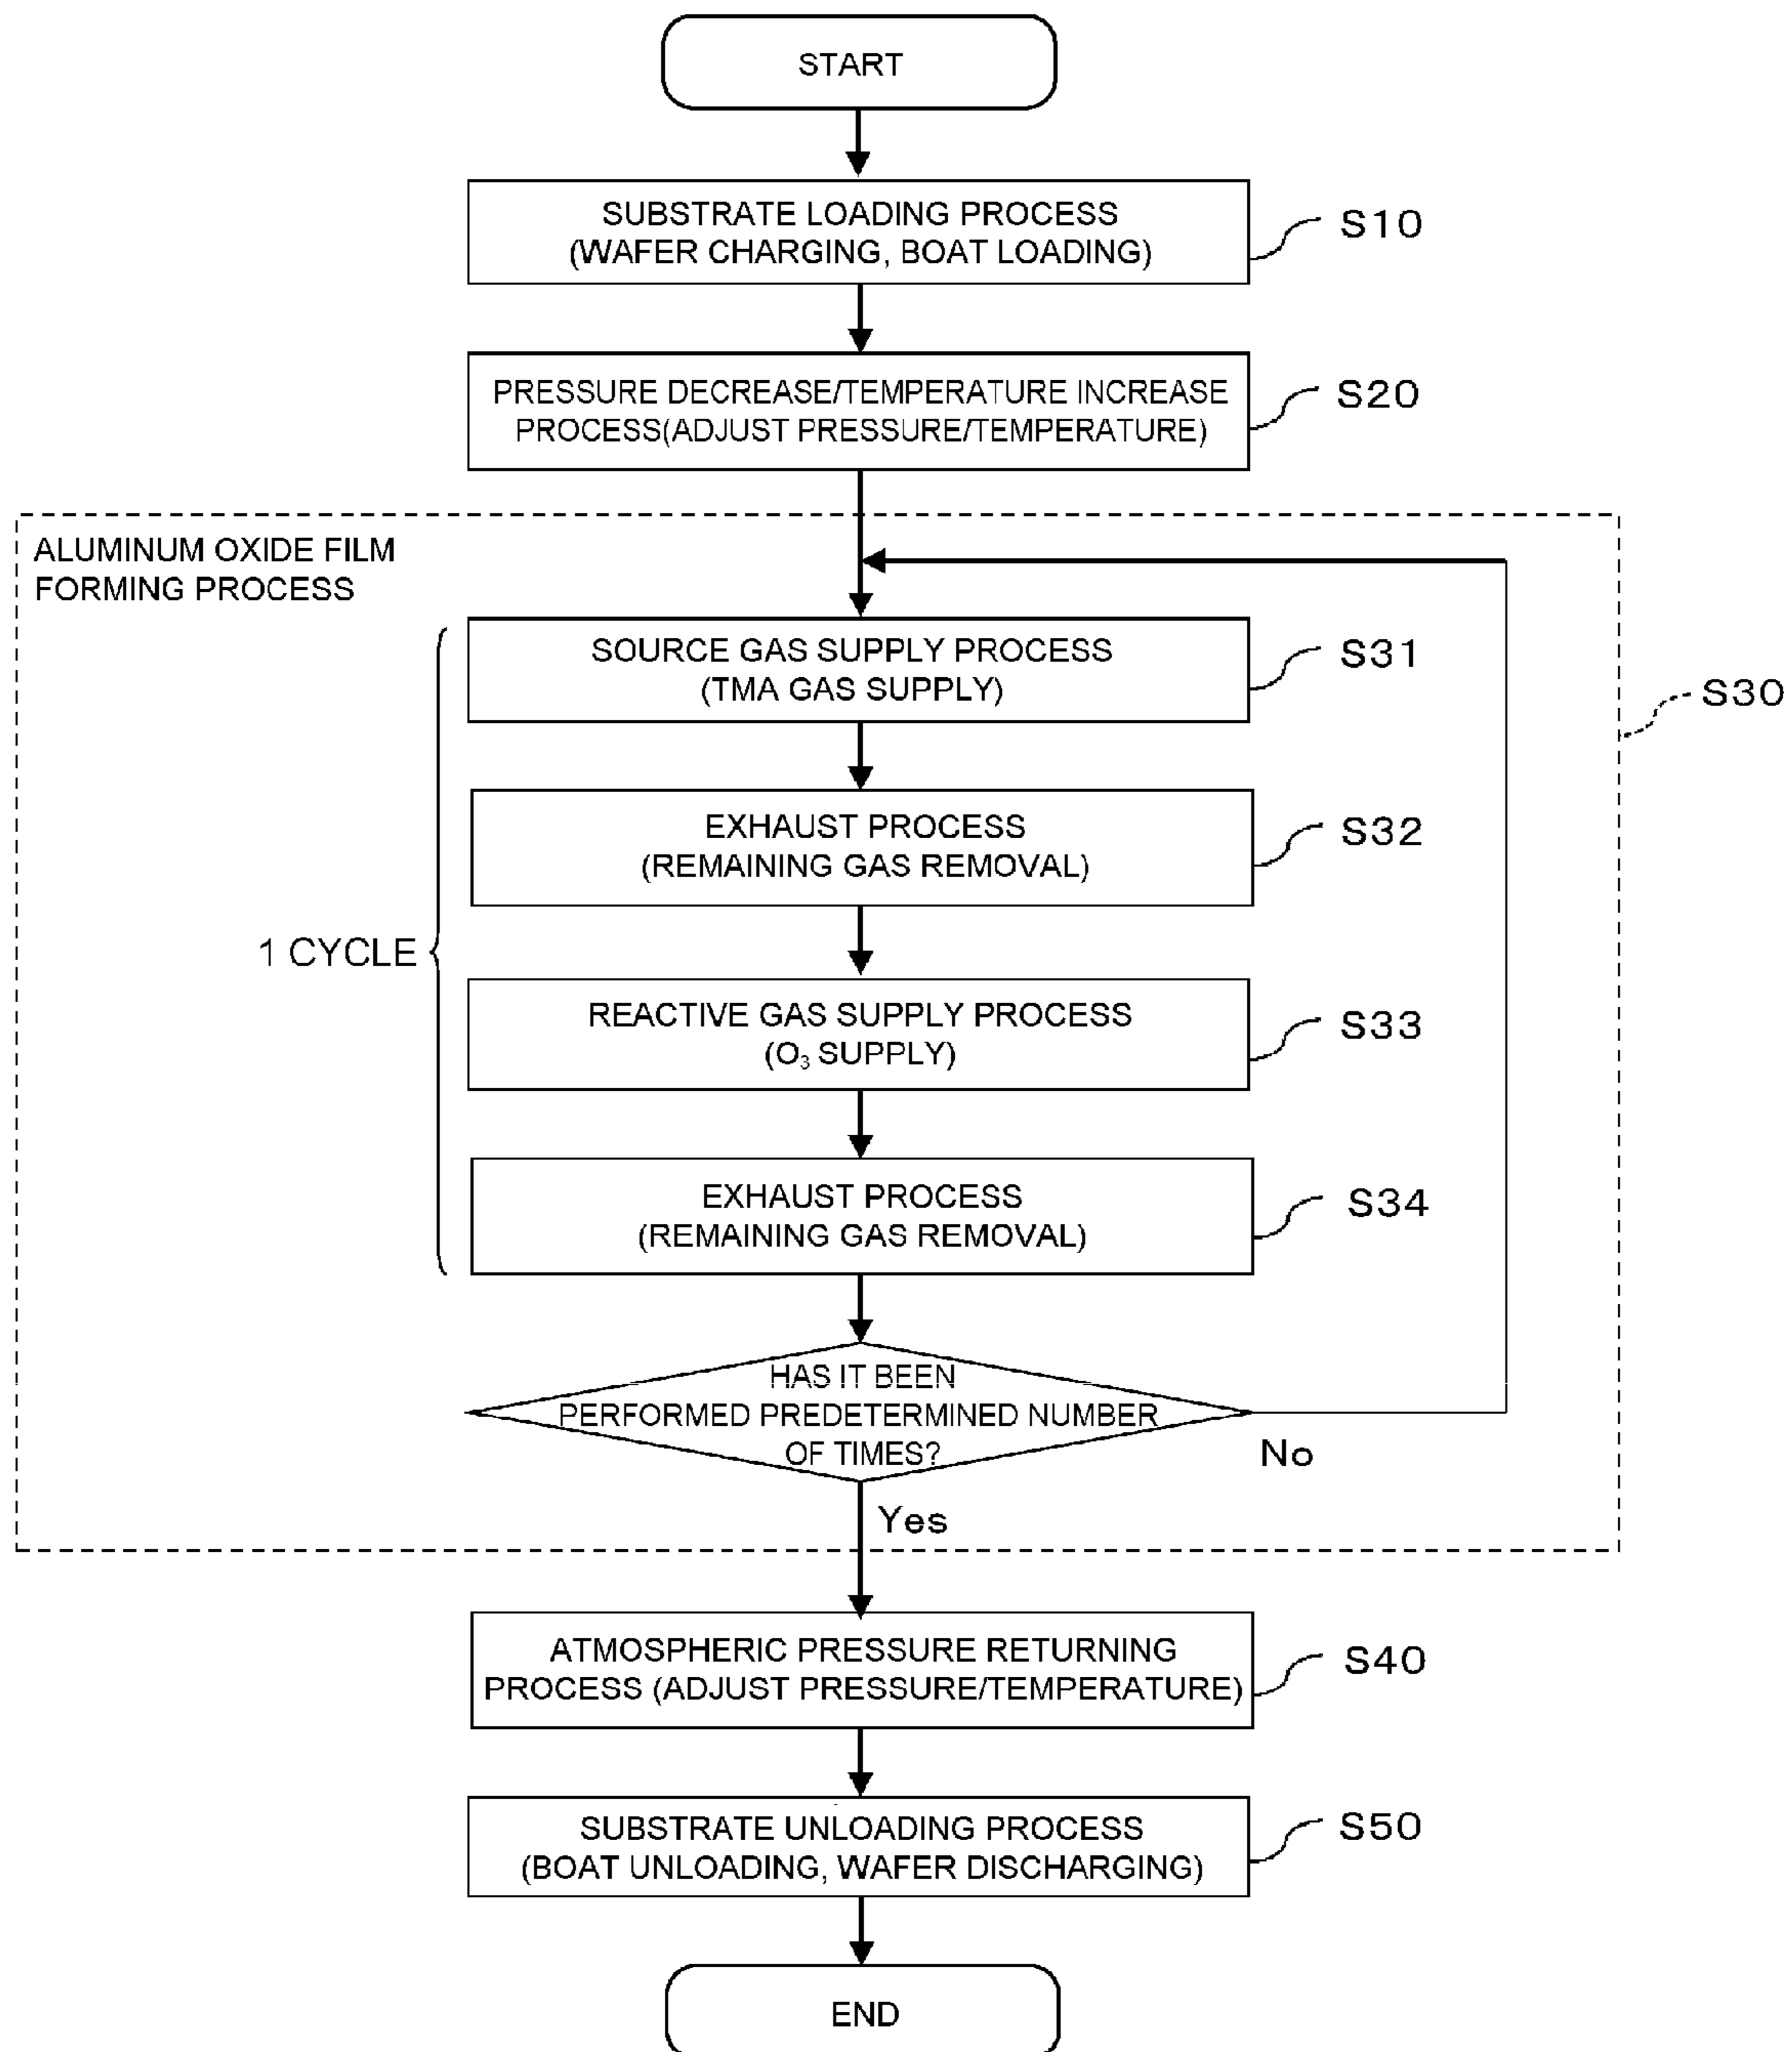 START
SUBSTRATE LOADING PROCESS
(WAFER CHARGING, BOAT LOADING)
S10
PRESSURE DECREASE/TEMPERATURE INCREASE
PROCESS(ADJUST PRESSURE/TEMPERATURE)
S20
ALUMINUM OXIDE FILM
FORMING PROCESS
SOURCE GAS SUPPLY PROCESS
(TMA GAS SUPPLY)
S31
S30
EXHAUST PROCESS
(REMAINING GAS REMOVAL)
S32
1 CYCLE
REACTIVE GAS SUPPLY PROCESS
(O₃ SUPPLY)
S33
EXHAUST PROCESS
(REMAINING GAS REMOVAL)
S34
HAS IT BEEN
PERFORMED PREDETERMINED NUMBER
OF TIMES?
No
Yes
ATMOSPHERIC PRESSURE RETURNING
PROCESS (ADJUST PRESSURE/TEMPERATURE)
S40
SUBSTRATE UNLOADING PROCESS
(BOAT UNLOADING, WAFER DISCHARGING)
S50
END